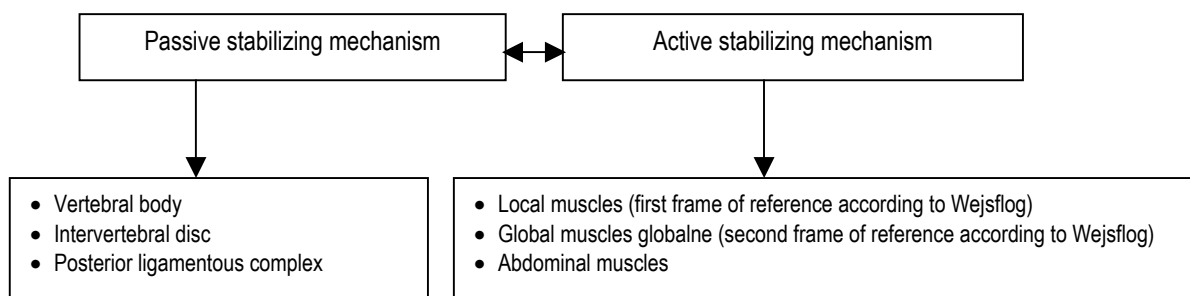 Passive stabilizing mechanism
Active stabilizing mechanism
• Vertebral body
• Intervertebral disc
• Posterior ligamentous complex
• Local muscles (first frame of reference according to Wejsflog)
• Global muscles globalne (second frame of reference according to Wejsflog)
• Abdominal muscles